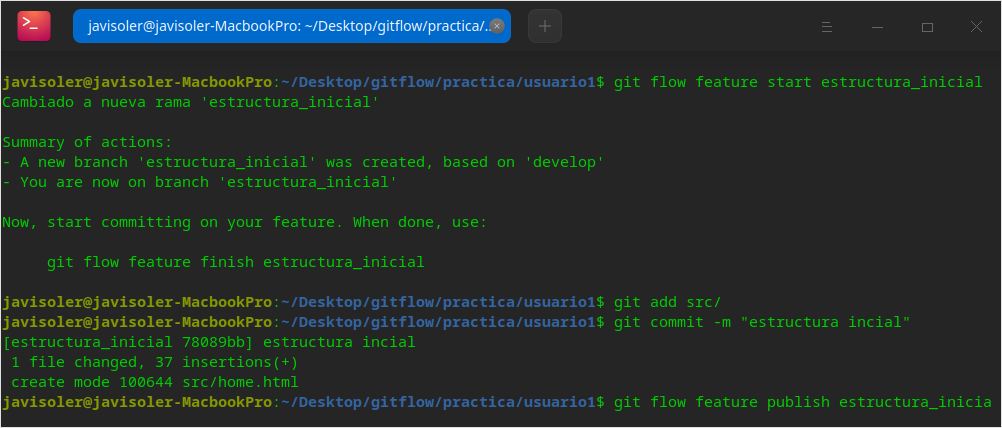 javisoler@javisoler-MacbookPro: ~/Desktop/gitflow/practica/...
javisoler@javisoler-MacbookPro:~/Desktop/gitflow/practica/usuario1$ git flow feature start estructura_inicial
Cambiado a nueva rama 'estructura_inicial'
Summary of actions:
- A new branch 'estructura_inicial' was created, based on 'develop'
- You are now on branch 'estructura_inicial'
Now, start committing on your feature. When done, use:
git flow feature finish estructura_inicial
javisoler@javisoler-MacbookPro:~/Desktop/gitflow/practica/usuario1$ git add src/
javisoler@javisoler-MacbookPro:~/Desktop/gitflow/practica/usuario1$ git commit -m "estructura incial"
[estructura_inicial 78089bb] estructura incial
1 file changed, 37 insertions(+)
create mode 100644 src/home.html
javisoler@javisoler-MacbookPro:~/Desktop/gitflow/practica/usuario1$ git flow feature publish estructura_inicia